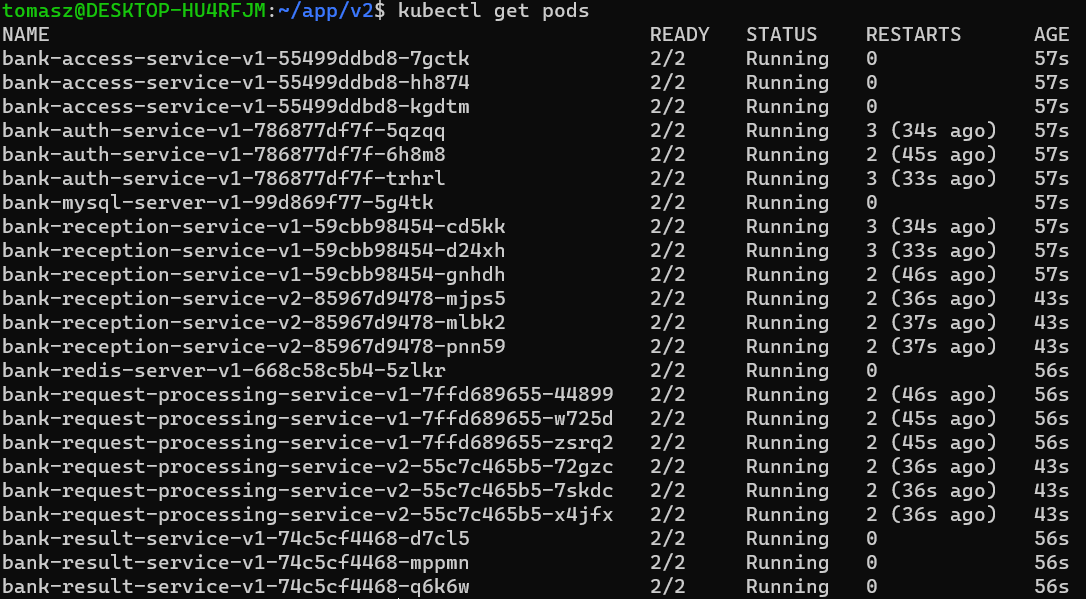 tomasz@DESKTOP-HU4RFJM:~/app/v2$ kubectl get pods
NAME READY STATUS RESTARTS AGE
bank-access-service-v1-55499ddbd8-7gctk 2/2 Running 0 57s
bank-access-service-v1-55499ddbd8-hh874 2/2 Running 0 57s
bank-access-service-v1-55499ddbd8-kgdtm 2/2 Running 0 57s
bank-auth-service-v1-786877df7f-5qzqq 2/2 Running 3 (34s ago) 57s
bank-auth-service-v1-786877df7f-6h8m8 2/2 Running 2 (45s ago) 57s
bank-auth-service-v1-786877df7f-trhrl 2/2 Running 3 (33s ago) 57s
bank-mysql-server-v1-99d869f77-5g4tk 2/2 Running 0 57s
bank-reception-service-v1-59cbb98454-cd5kk 2/2 Running 3 (34s ago) 57s
bank-reception-service-v1-59cbb98454-d24xh 2/2 Running 3 (33s ago) 57s
bank-reception-service-v1-59cbb98454-gnhdh 2/2 Running 2 (46s ago) 57s
bank-reception-service-v2-85967d9478-mjps5 2/2 Running 2 (36s ago) 43s
bank-reception-service-v2-85967d9478-mlbk2 2/2 Running 2 (37s ago) 43s
bank-reception-service-v2-85967d9478-pnn59 2/2 Running 2 (37s ago) 43s
bank-redis-server-v1-668c58c5b4-5zlkr 2/2 Running 0 56s
bank-request-processing-service-v1-7ffd689655-44899 2/2 Running 2 (46s ago) 56s
bank-request-processing-service-v1-7ffd689655-w725d 2/2 Running 2 (45s ago) 56s
bank-request-processing-service-v1-7ffd689655-zsrq2 2/2 Running 2 (45s ago) 56s
bank-request-processing-service-v2-55c7c465b5-72gzc 2/2 Running 2 (36s ago) 43s
bank-request-processing-service-v2-55c7c465b5-7skdc 2/2 Running 2 (36s ago) 43s
bank-request-processing-service-v2-55c7c465b5-x4jfx 2/2 Running 2 (36s ago) 43s
bank-result-service-v1-74c5cf4468-d7cl5 2/2 Running 0 56s
bank-result-service-v1-74c5cf4468-mppmn 2/2 Running 0 56s
bank-result-service-v1-74c5cf4468-q6k6w 2/2 Running 0 56s